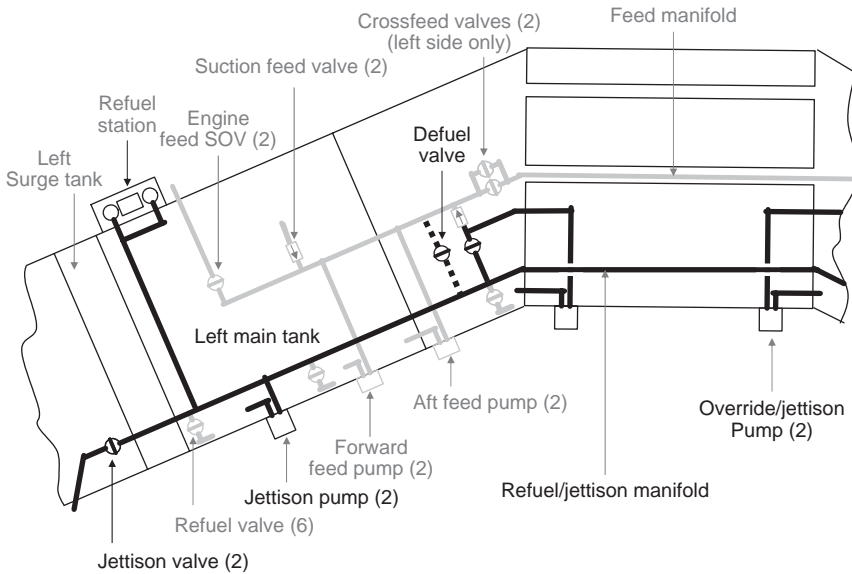 Crossfeed valves (2)
(left side only)
Feed manifold
Suction feed valve (2)
Refuel
station
Engine
feed SOV (2)
Defuel
valve
Left
Surge tank
Left main tank
Aft feed pump (2)
Override/jettison
Pump (2)
Forward
feed pump (2)
Jettison pump (2)
Refuel/jettison manifold
Refuel valve (6)
Jettison valve (2)